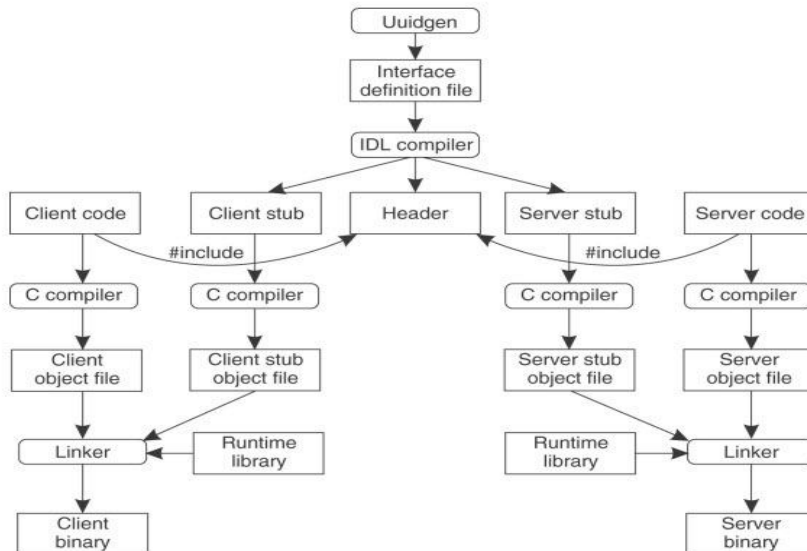 Uuidgen
Interface
definition file
IDL compiler
Client code
Client stub
Header
Server stub
Server code
#include
#include
C compiler
C compiler
C compiler
C compiler
Client
object file
Client stub
object file
Server stub
object file
Server
object file
Linker
Runtime
library
Runtime
library
Linker
Client
binary
Server
binary